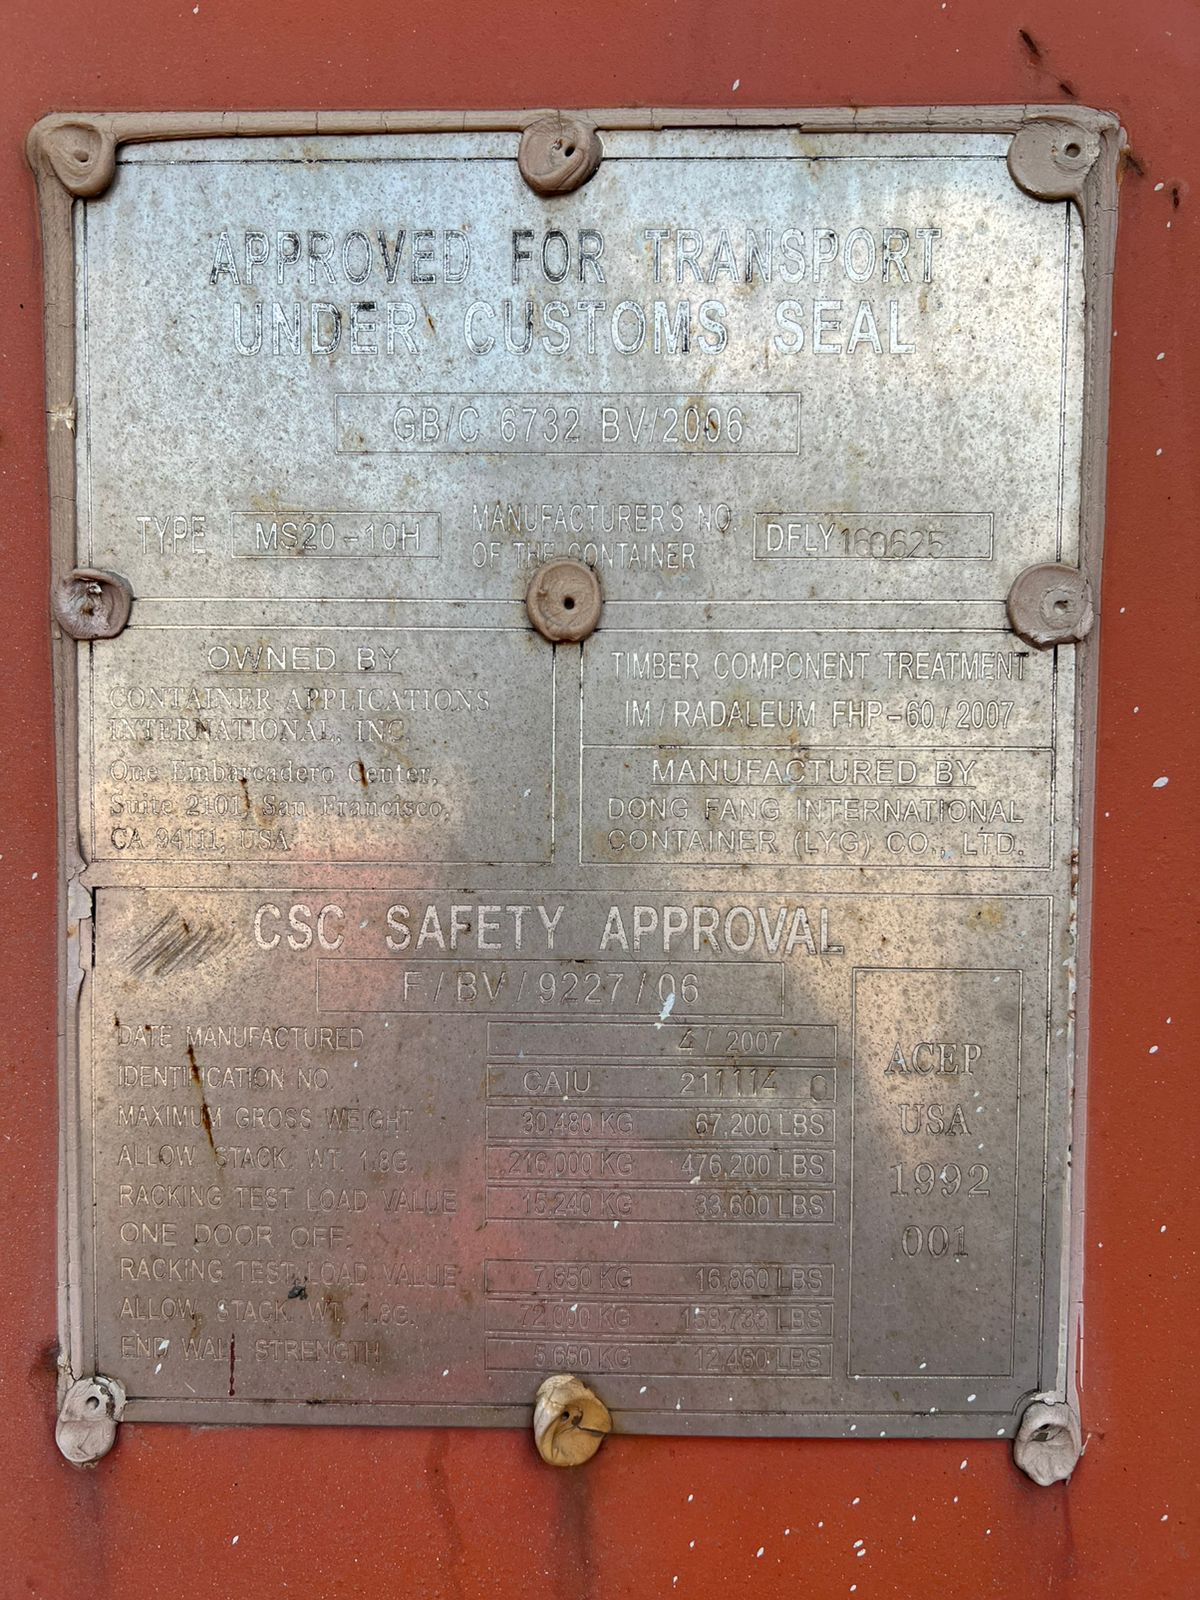 APPROVED FOR TRANSPORT
UNDER CUSTOMS SEAL
GB/C 6732 BV/2006
TYPE MS20-10H MANUFACTURER'S NO. OF THE CONTAINER DFLY160625
OWNED BY
CONTAINER APPLICATIONS
INTERNATIONAL, INC.
One Embarcadero Center,
Suite 2101, San Francisco,
CA 94111, USA
TIMBER COMPONENT TREATMENT
IM / RADALEUM FHP-60 / 2007
MANUFACTURED BY
DONG FANG INTERNATIONAL
CONTAINER (LYG) CO., LTD.
CSC SAFETY APPROVAL
F / BV / 9227 / 06
DATE MANUFACTURED 4 / 2007
IDENTIFICATION NO. CAIU 211114 0
MAXIMUM GROSS WEIGHT 30,480 KG 67,200 LBS
ALLOW. STACK. WT. 1.8G. 216,000 KG 476,200 LBS
RACKING TEST LOAD VALUE 15,240 KG 33,600 LBS
ONE DOOR OFF:
RACKING TEST LOAD VALUE 7,650 KG 16,860 LBS
ALLOW. STACK. WT. 1.8G., 72,000 KG 158,733 LBS
END WALL STRENGTH 5,650 KG 12,460 LBS
ACEP
USA
1992
001